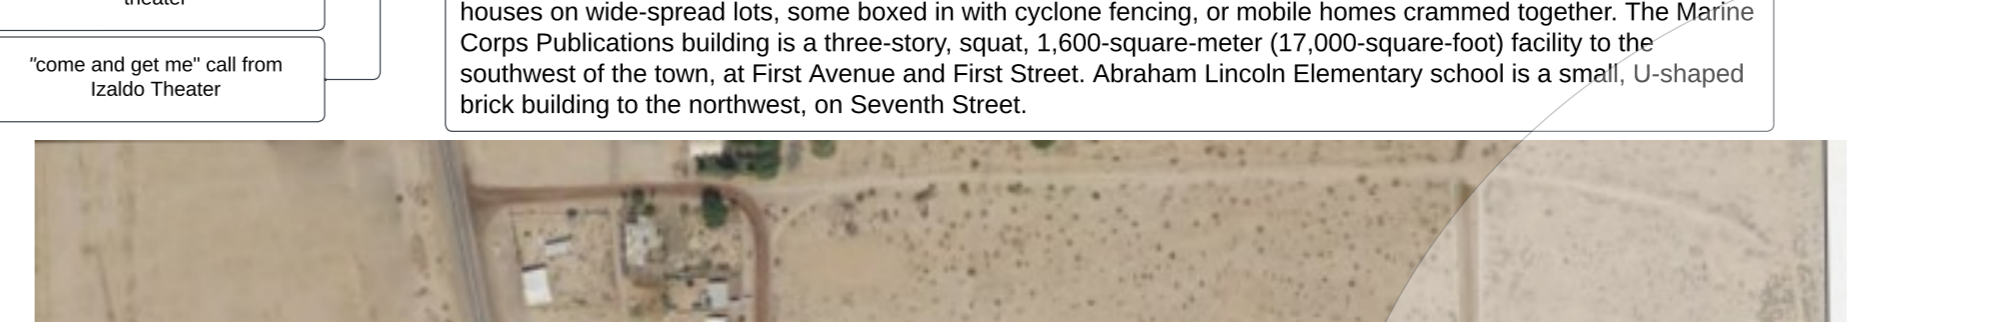 theater
"come and get me" call from
Izaldo Theater
houses on wide-spread lots, some boxed in with cyclone fencing, or mobile homes crammed together. The Marine
Corps Publications building is a three-story, squat, 1,600-square-meter (17,000-square-foot) facility to the
southwest of the town, at First Avenue and First Street. Abraham Lincoln Elementary school is a small, U-shaped
brick building to the northwest, on Seventh Street.